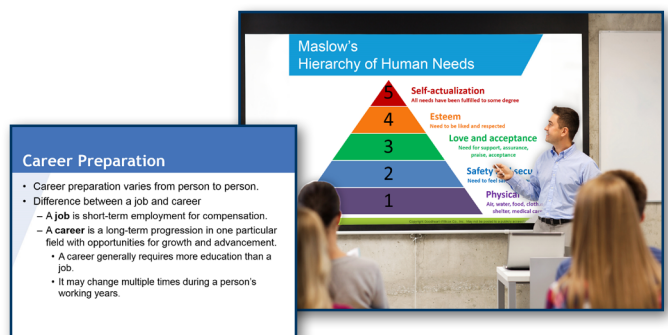 Maslow's
Hierarchy of Human Needs
5
Self-actualization
All needs have been fulfilled to some degree
4
Esteem
Need to be liked and respected
3
Love and acceptance
Need for support, assurance,
praise, acceptance
2
Safety
Need to feel
1
Physical
Air, water, food,
shelter, medical
Career Preparation
• Career preparation varies from person to person.
• Difference between a job and career
– A job is short-term employment for compensation.
– A career is a long-term progression in one particular
field with opportunities for growth and advancement.
• A career generally requires more education than a
job.
• It may change multiple times during a person's
working years.